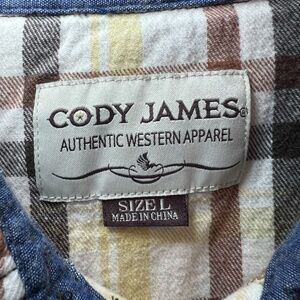 CODY JAMES®
AUTHENTIC WESTERN APPAREL
SIZE L
MADE IN CHINA